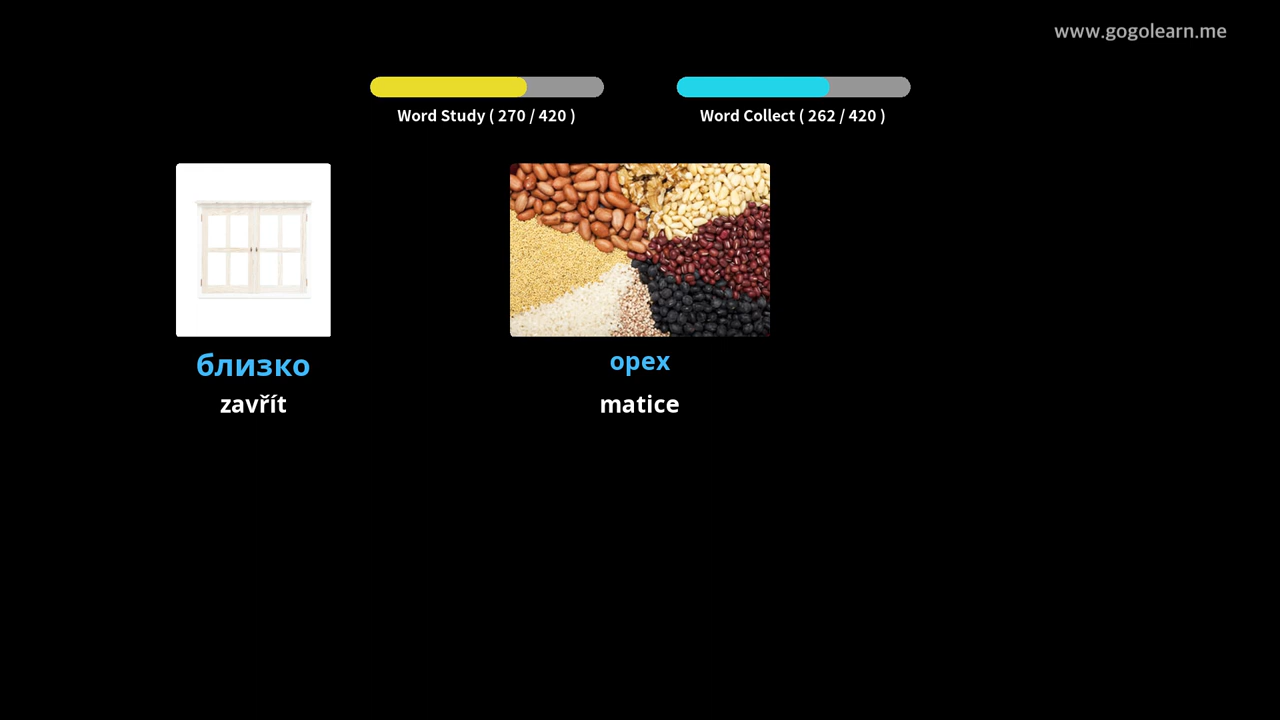 www.gogolearn.me
Word Study ( 270 / 420 )
Word Collect ( 262 / 420 )
близко
zavřít
орех
matice